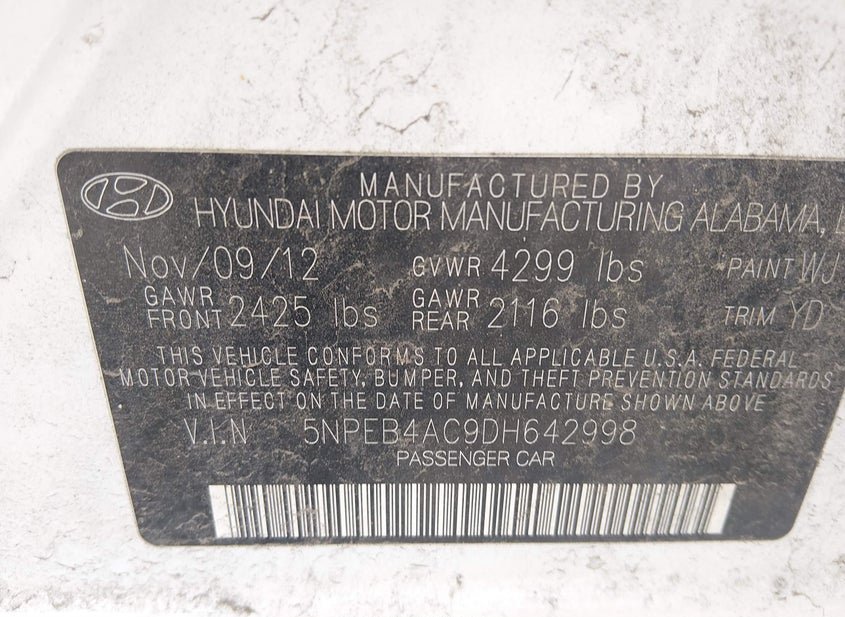 MANUFACTURED BY
HYUNDAI MOTOR MANUFACTURING ALABAMA,
Nov/09/12 GVWR 4299 lbs PAINT WJ
GAWR FRONT 2425 lbs GAWR REAR 2116 lbs TRIM YD
THIS VEHICLE CONFORMS TO ALL APPLICABLE U.S.A. FEDERAL
MOTOR VEHICLE SAFETY, BUMPER, AND THEFT PREVENTION STANDARDS
IN EFFECT ON THE DATE OF MANUFACTURE SHOWN ABOVE
V.I.N 5NPEB4AC9DH642998
PASSENGER CAR